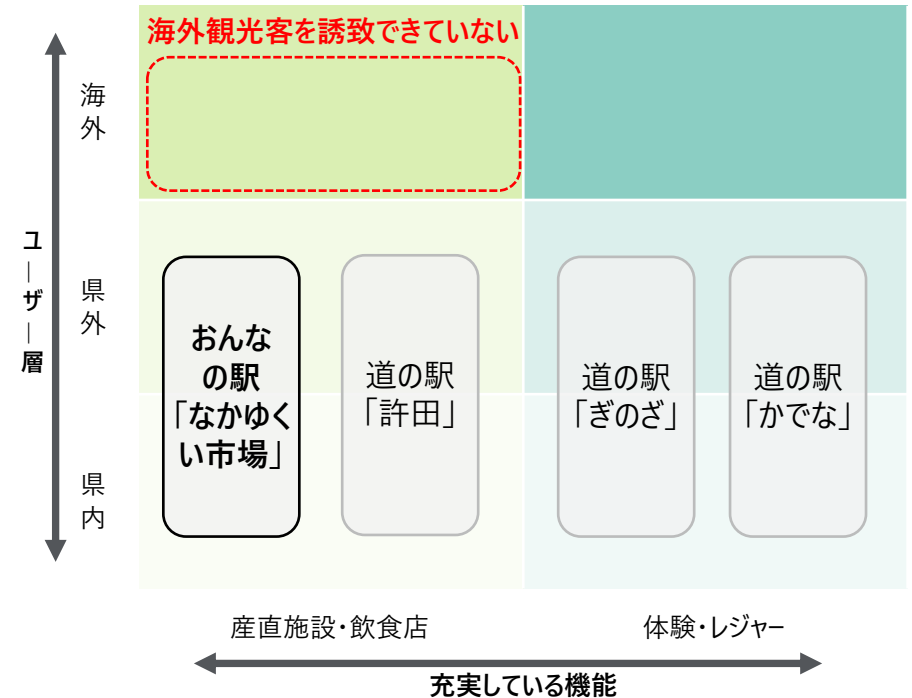 海外観光客を誘致できていない
海
外
ユーザー層
県
外
県
内
おんな
の駅
「なかゆく
い市場」
道の駅
「許田」
道の駅
「ぎのざ」
道の駅
「かでな」
産直施設・飲食店
体験・レジャー
充実している機能